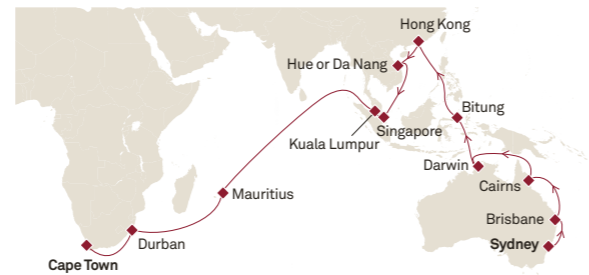 Hong Kong
Hue or Da Nang
Bitung
Singapore
Kuala Lumpur
Darwin
Cairns
Mauritius
Brisbane
Durban
Sydney
Cape Town